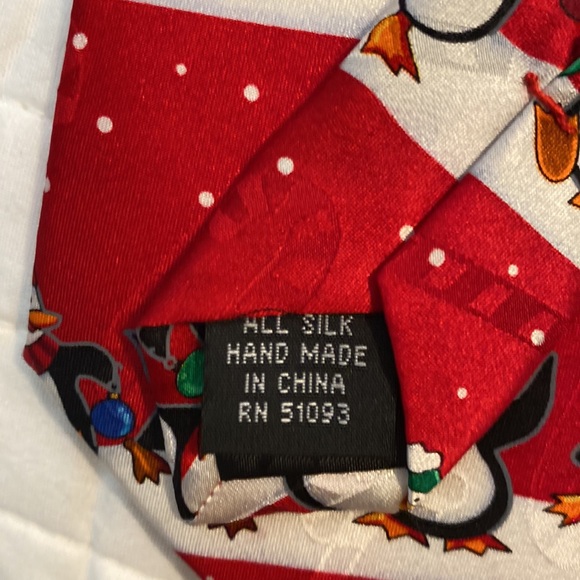 ALL SILK
HAND MADE
IN CHINA
RN 51093